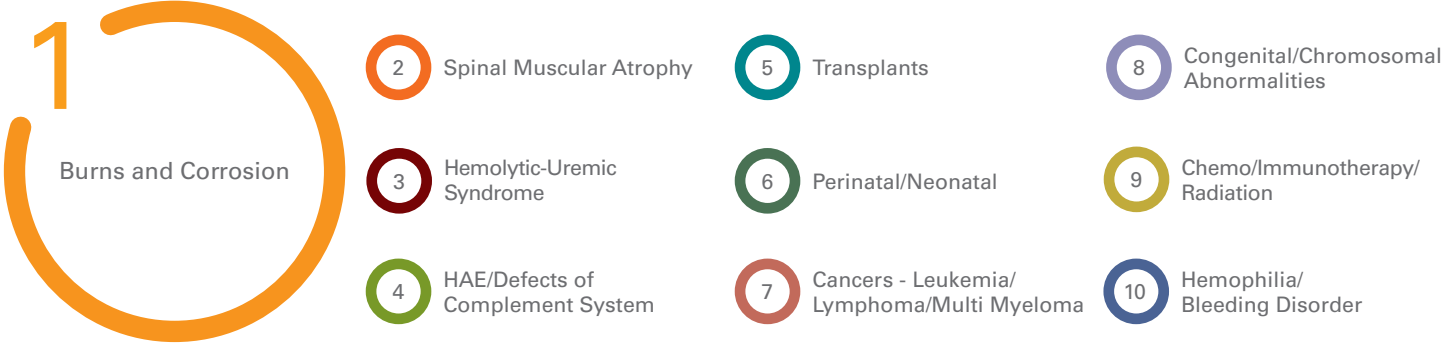 1
Burns and Corrosion
2
Spinal Muscular Atrophy
3
Hemolytic-Uremic
Syndrome
4
HAE/Defects of
Complement System
5
Transplants
6
Perinatal/Neonatal
7
Cancers - Leukemia/
Lymphoma/Multi Myeloma
8
Congenital/Chromosomal
Abnormalities
9
Chemo/Immunotherapy/
Radiation
10
Hemophilia/
Bleeding Disorder